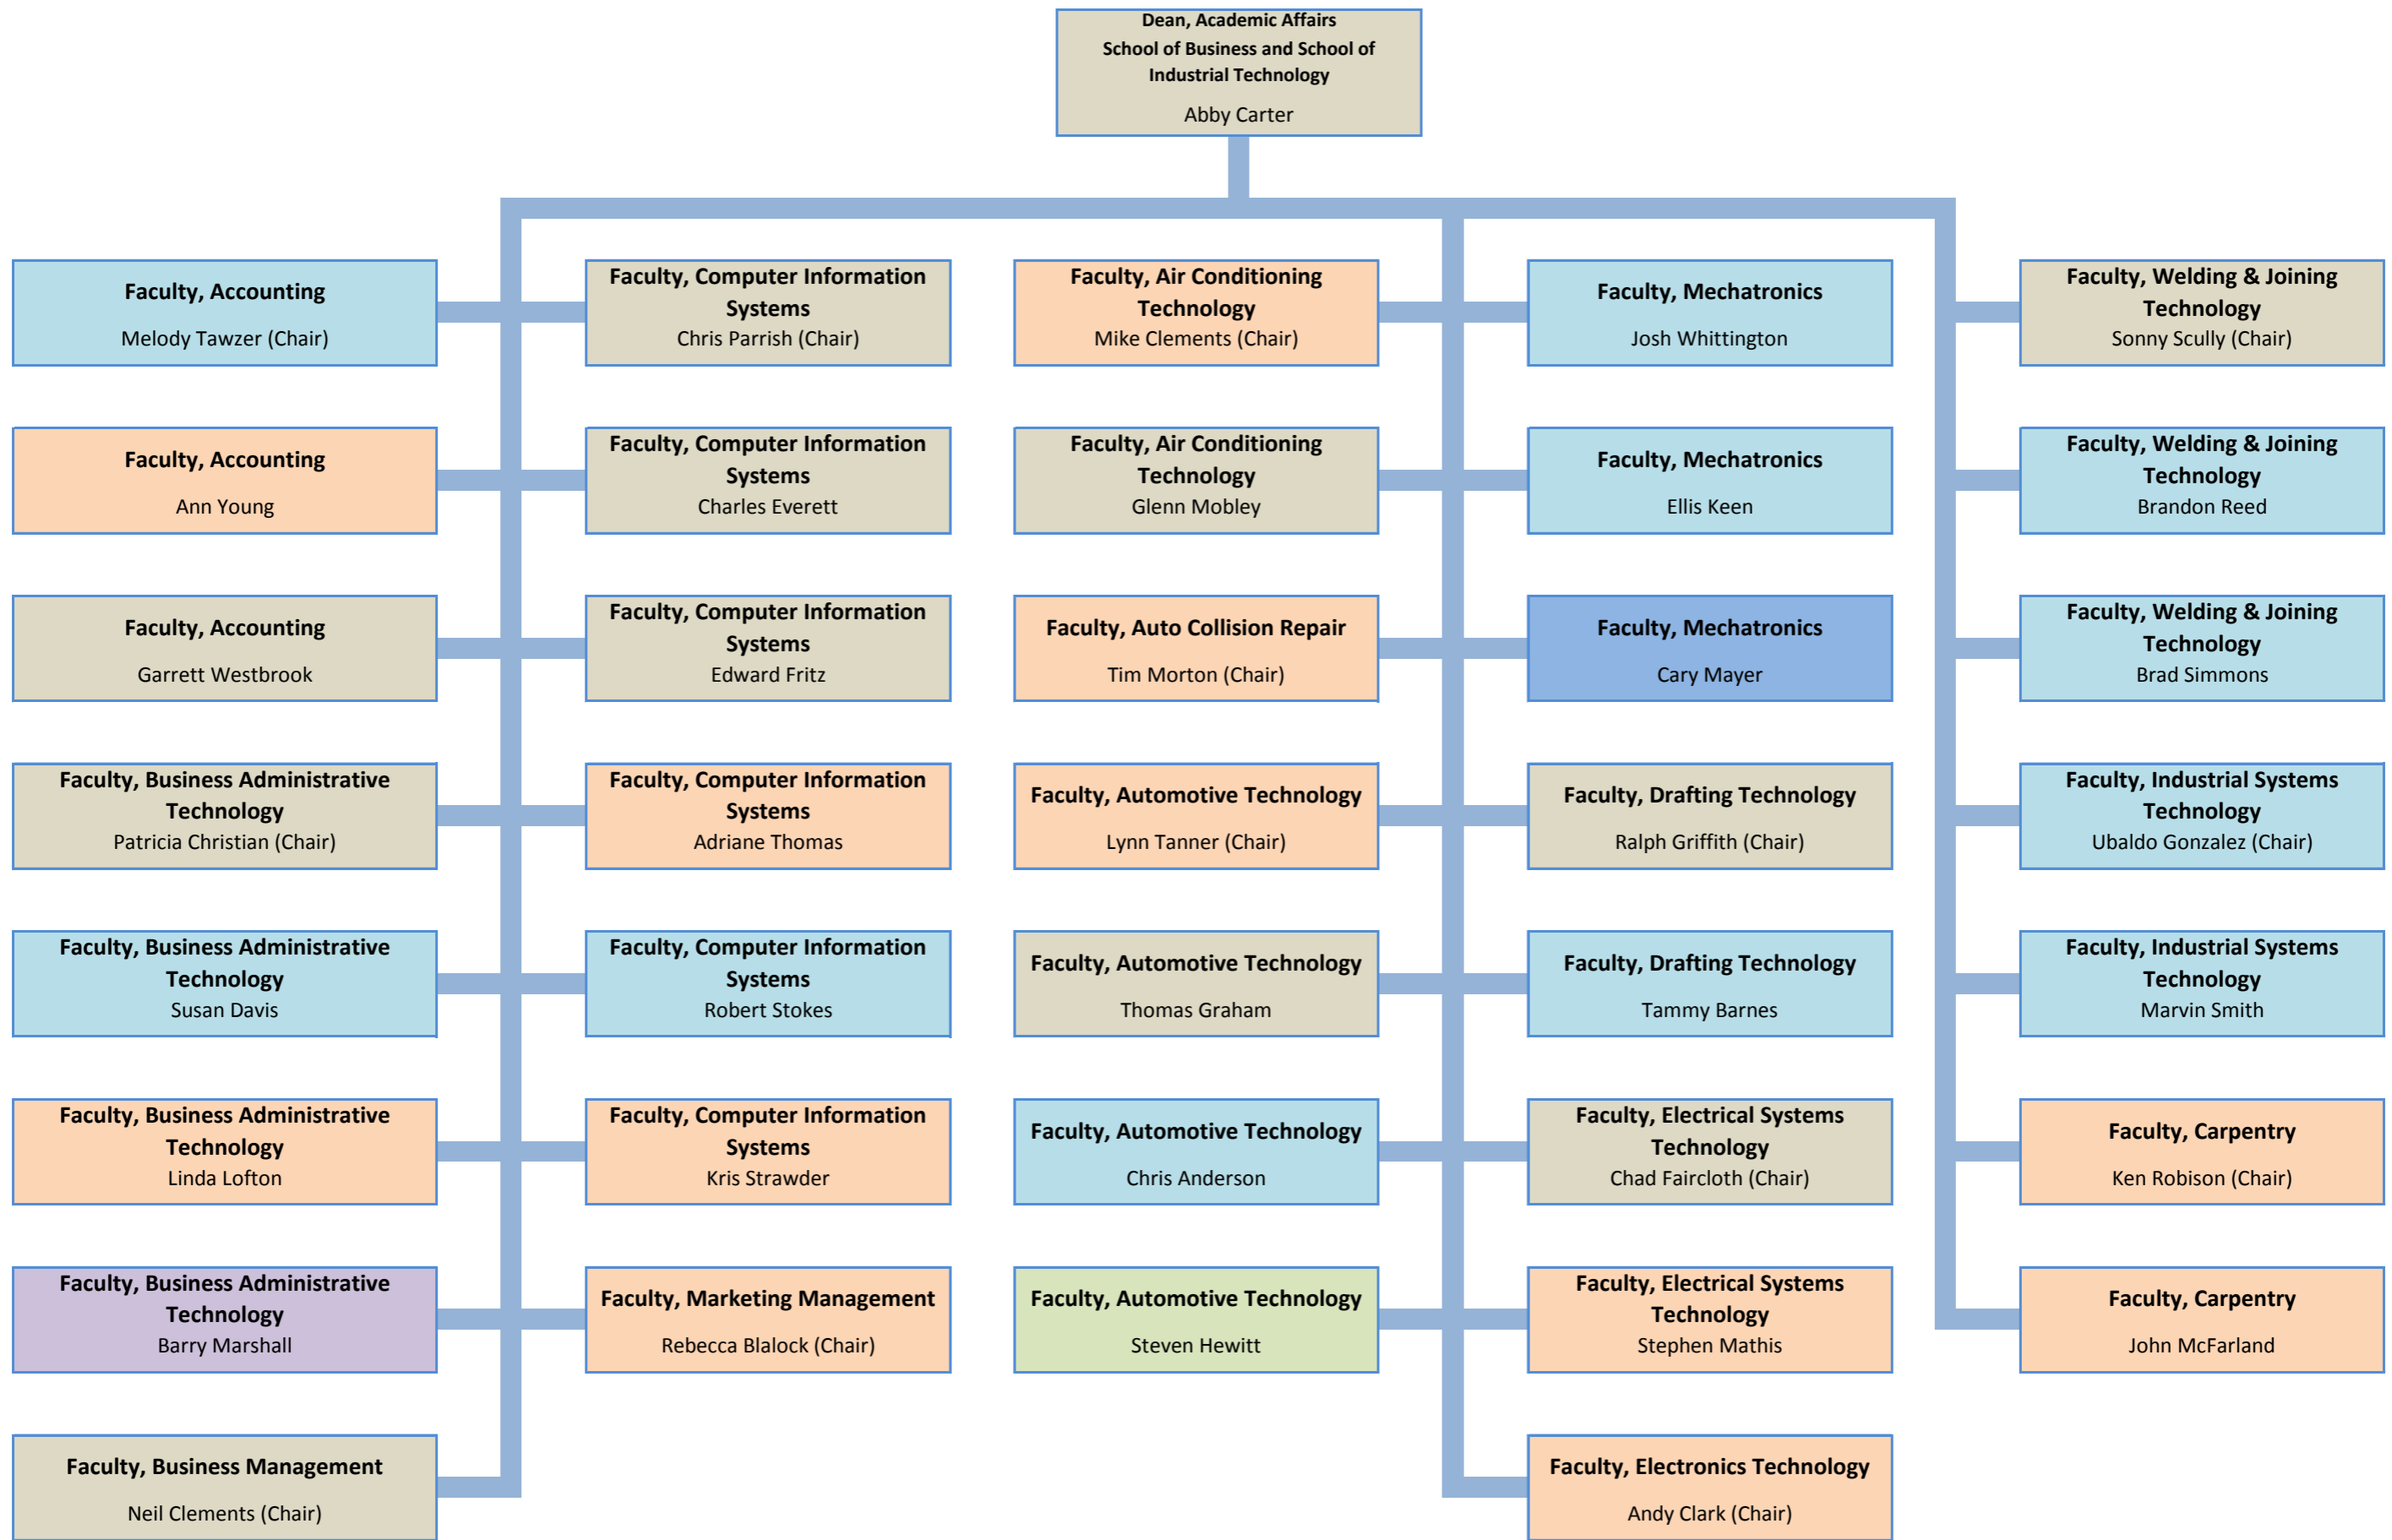 Dean, Academic Affairs
School of Business and School of
Industrial Technology
Abby Carter
Faculty, Accounting
Melody Tawzer (Chair)
Faculty, Accounting
Ann Young
Faculty, Accounting
Garrett Westbrook
Faculty, Business Administrative
Technology
Patricia Christian (Chair)
Faculty, Business Administrative
Technology
Susan Davis
Faculty, Business Administrative
Technology
Linda Lofton
Faculty, Business Administrative
Technology
Barry Marshall
Faculty, Business Management
Neil Clements (Chair)
Faculty, Computer Information
Systems
Chris Parrish (Chair)
Faculty, Computer Information
Systems
Charles Everett
Faculty, Computer Information
Systems
Edward Fritz
Faculty, Computer Information
Systems
Adriane Thomas
Faculty, Computer Information
Systems
Robert Stokes
Faculty, Computer Information
Systems
Kris Strawder
Faculty, Marketing Management
Rebecca Blalock (Chair)
Faculty, Air Conditioning
Technology
Mike Clements (Chair)
Faculty, Air Conditioning
Technology
Glenn Mobley
Faculty, Auto Collision Repair
Tim Morton (Chair)
Faculty, Automotive Technology
Lynn Tanner (Chair)
Faculty, Automotive Technology
Thomas Graham
Faculty, Automotive Technology
Chris Anderson
Faculty, Automotive Technology
Steven Hewitt
Faculty, Mechatronics
Josh Whittington
Faculty, Mechatronics
Ellis Keen
Faculty, Mechatronics
Cary Mayer
Faculty, Drafting Technology
Ralph Griffith (Chair)
Faculty, Drafting Technology
Tammy Barnes
Faculty, Electrical Systems
Technology
Chad Faircloth (Chair)
Faculty, Electrical Systems
Technology
Stephen Mathis
Faculty, Electronics Technology
Andy Clark (Chair)
Faculty, Welding & Joining
Technology
Sonny Scully (Chair)
Faculty, Welding & Joining
Technology
Brandon Reed
Faculty, Welding & Joining
Technology
Brad Simmons
Faculty, Industrial Systems
Technology
Ubaldo Gonzalez (Chair)
Faculty, Industrial Systems
Technology
Marvin Smith
Faculty, Carpentry
Ken Robison (Chair)
Faculty, Carpentry
John McFarland